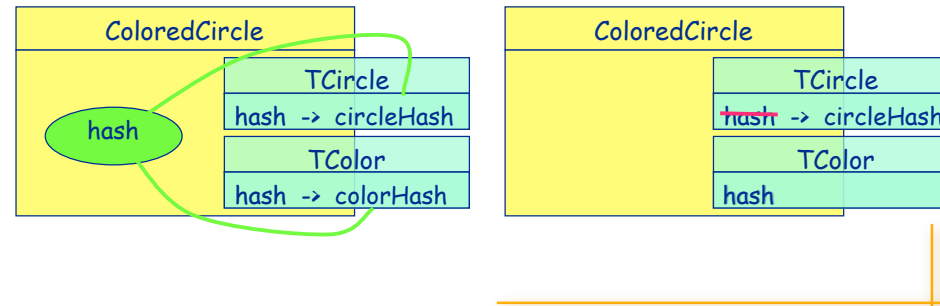 ColoredCircle
TCircle
hash -> circleHash
hash
TColor
hash -> colorHash
ColoredCircle
TCircle
hash -> circleHash
TColor
hash